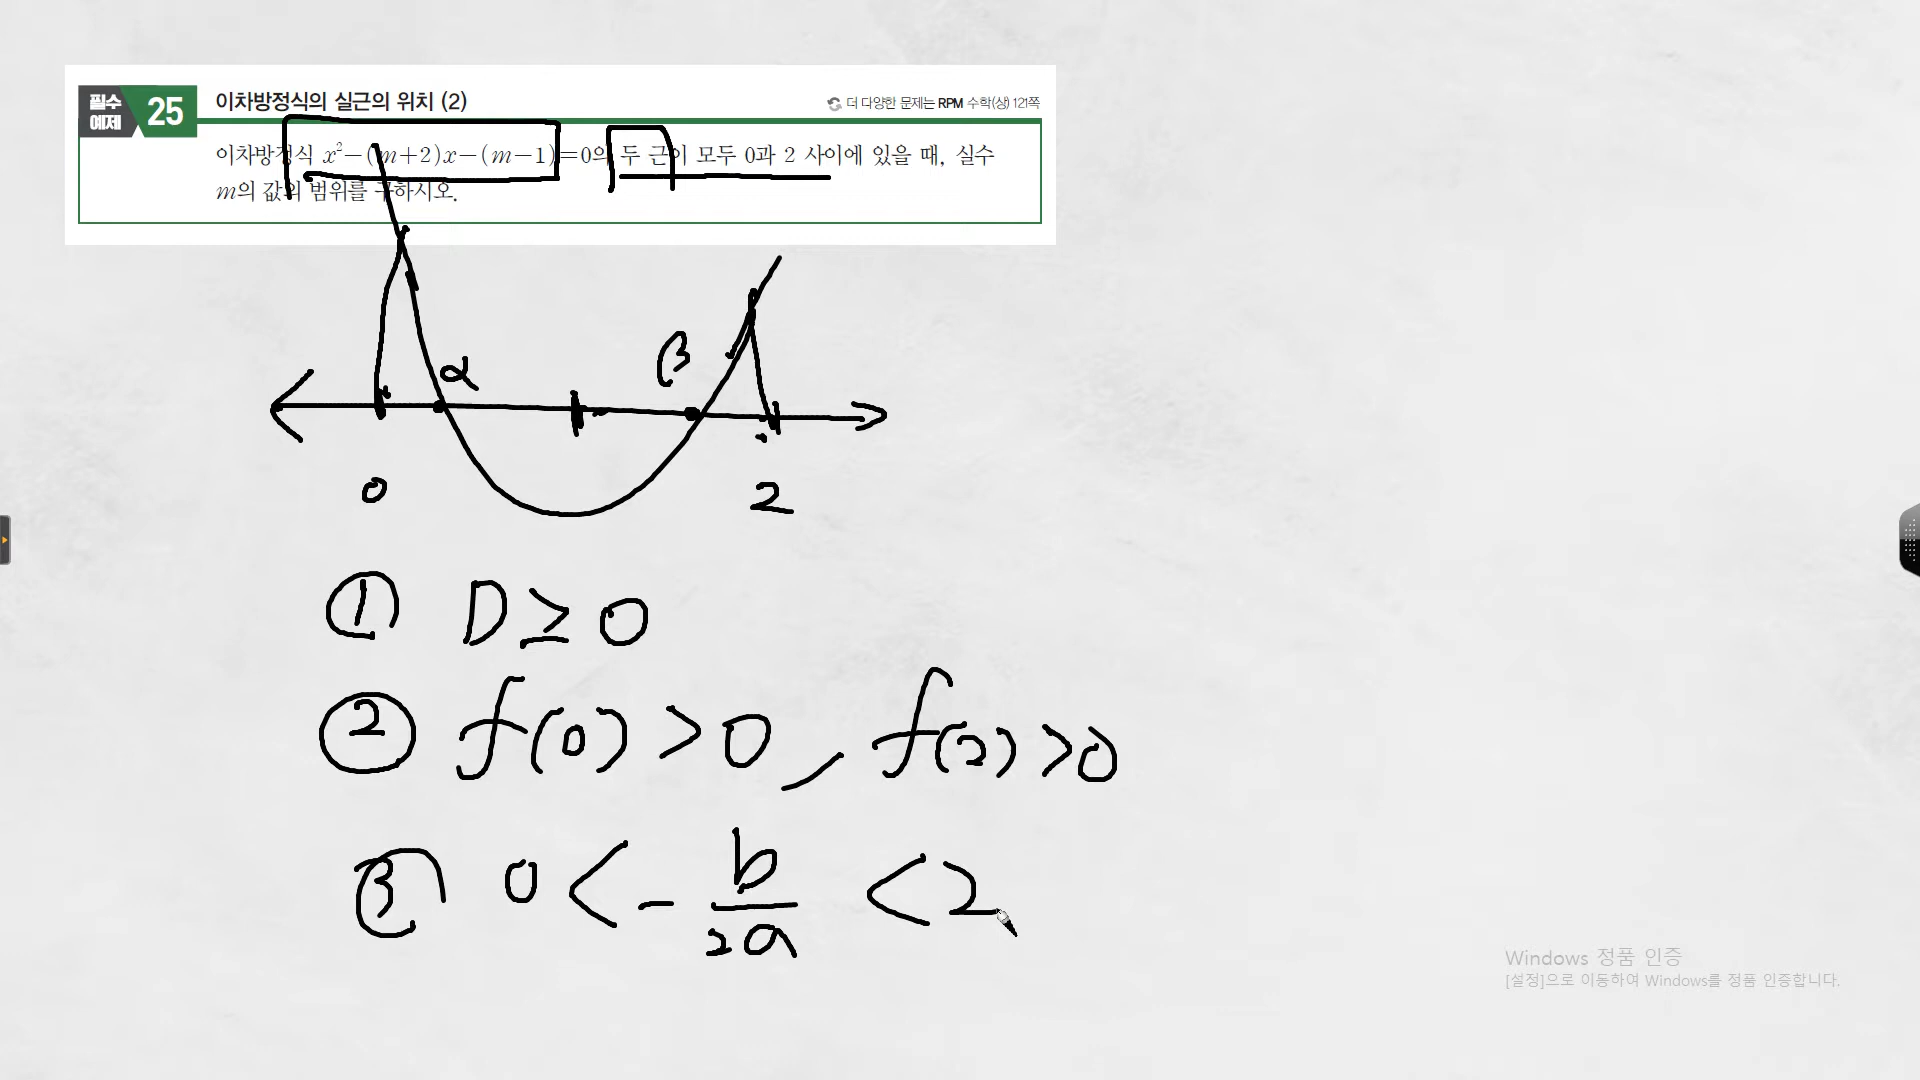 필수 예제 25 이차방정식의 실근의 위치 (2)
더 다양한 문제는 RPM 수학(상) 121쪽
이차방정식 x²-(m+2)x-(m-1)=0의 두 근이 모두 0과 2 사이에 있을 때, 실수
m의 값의 범위를 구하시오.
α β
0 2
① D ≥ 0
② f(0) > 0, f(2) > 0
③ 0 < - b/2a < 2
Windows 정품 인증
[설정]으로 이동하여 Windows를 정품 인증합니다.